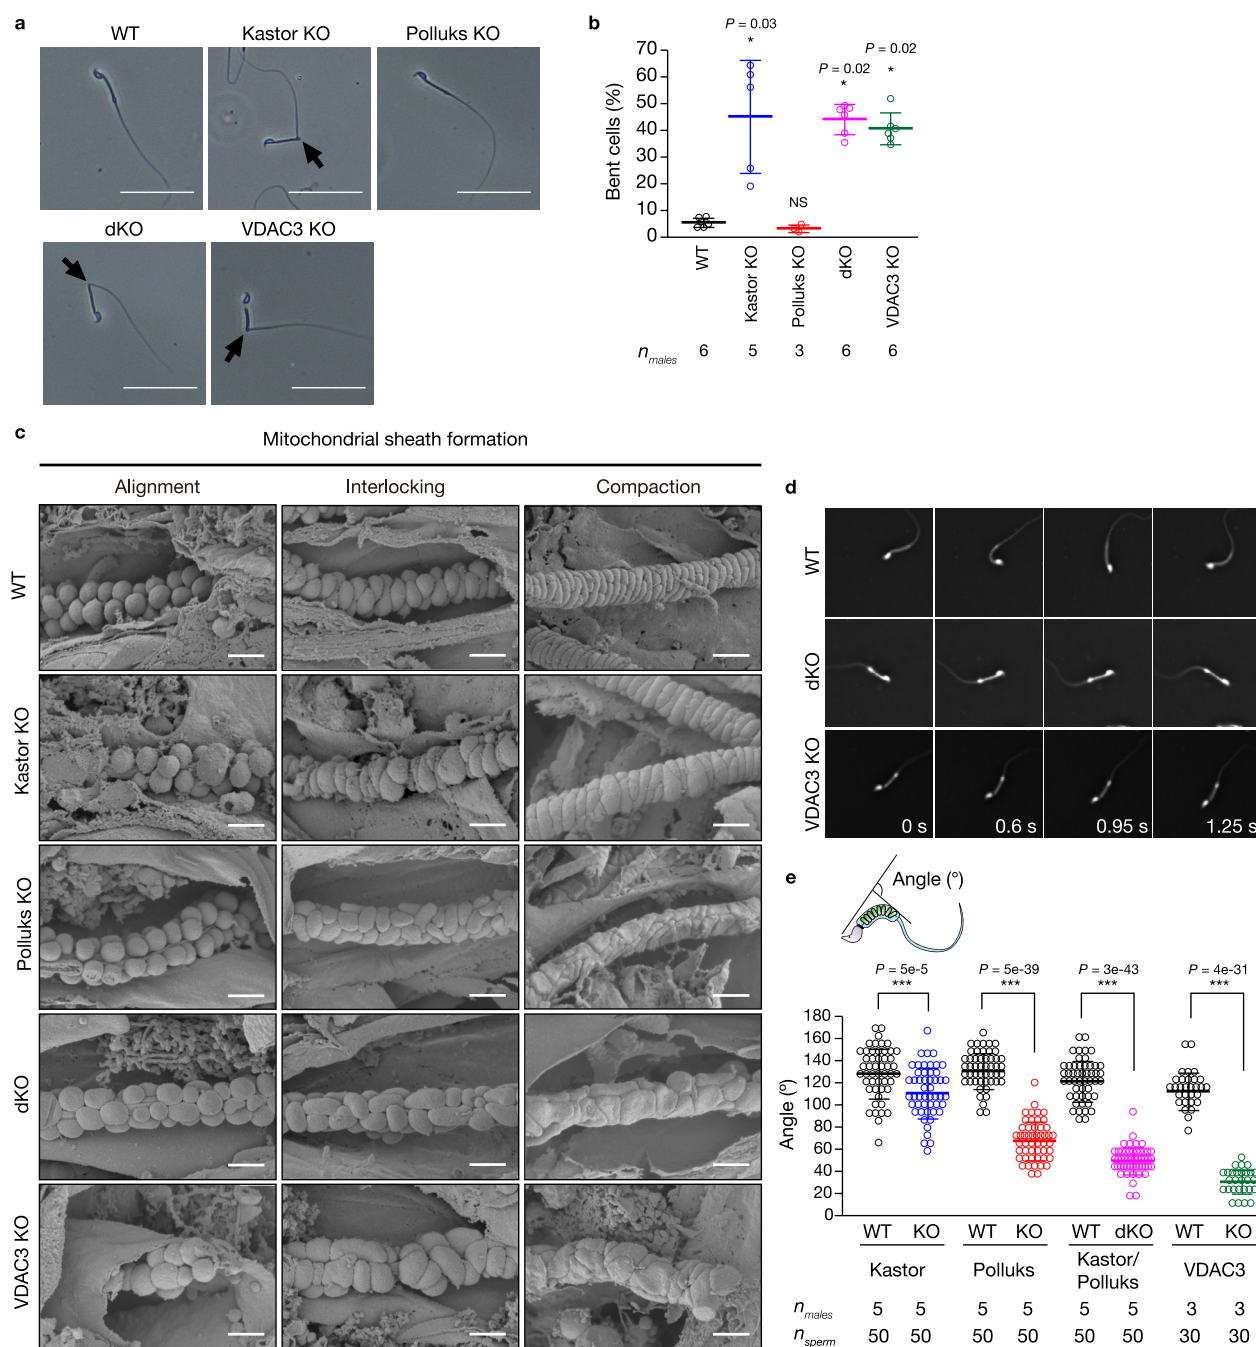 a
WT
Kastor KO
Polluks KO
dKO
VDAC3 KO
b
P = 0.03
*
P = 0.02
*
P = 0.02
*
NS
Bent cells (%)
70
60
50
40
30
20
10
0
WT
Kastor KO
Polluks KO
dKO
VDAC3 KO
n males 6 5 3 6 6
c
Mitochondrial sheath formation
Alignment Interlocking Compaction
WT
Kastor KO
Polluks KO
dKO
VDAC3 KO
d
WT
dKO
VDAC3 KO
0 s 0.6 s 0.95 s 1.25 s
e
Angle (°)
P = 5e-5 P = 5e-39 P = 3e-43 P = 4e-31
*** *** *** ***
Angle (°)
180
160
140
120
100
80
60
40
20
0
WT KO WT KO WT dKO WT KO
Kastor Polluks Kastor/ VDAC3
Polluks
n males 5 5 5 5 5 5 3 3
n sperm 50 50 50 50 50 50 30 30